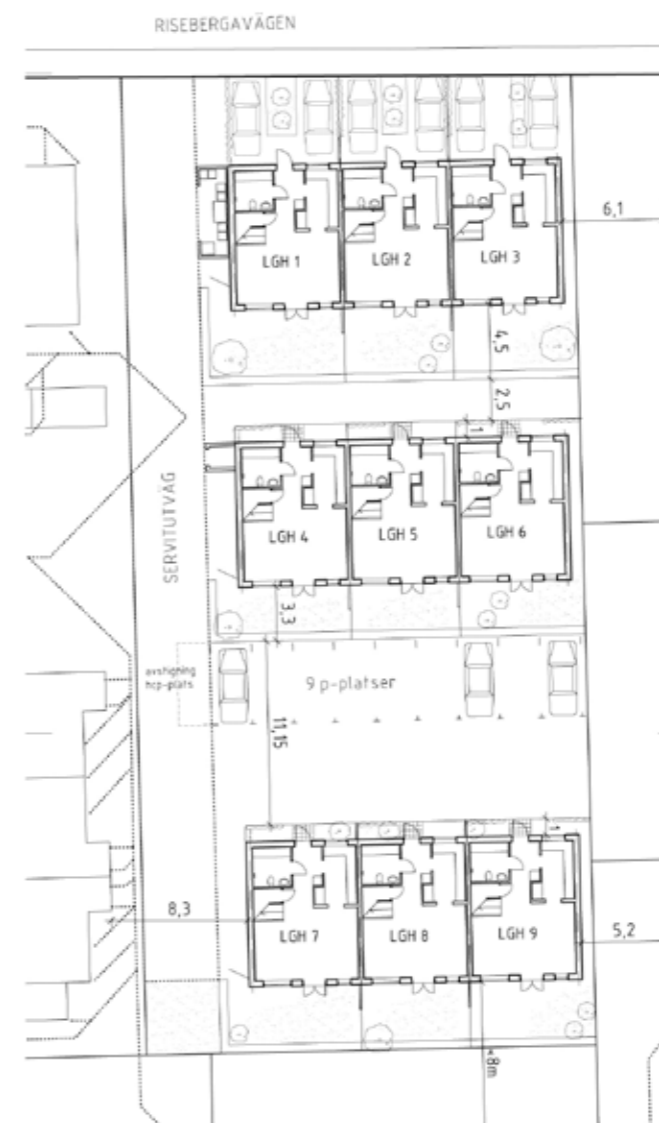 RISEBERGAVÄGEN
6,1
LGH 1
LGH 2
LGH 3
4,5
2,5
1
SERVITUTVÄG
LGH 4
LGH 5
LGH 6
3,3
avstigning
hcp-plats
9 p-platser
11,15
1
8,3
LGH 7
LGH 8
LGH 9
5,2
8m